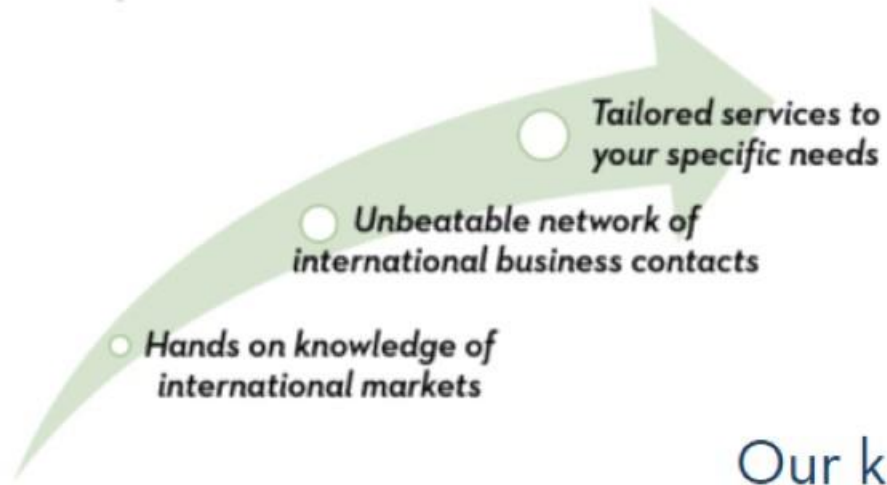 Tailored services to
your specific needs
Unbeatable network of
international business contacts
Hands on knowledge of
international markets
Our k